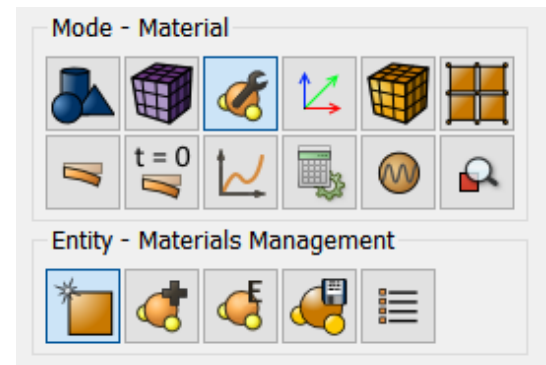 Mode - Material
t = 0
Entity - Materials Management
E